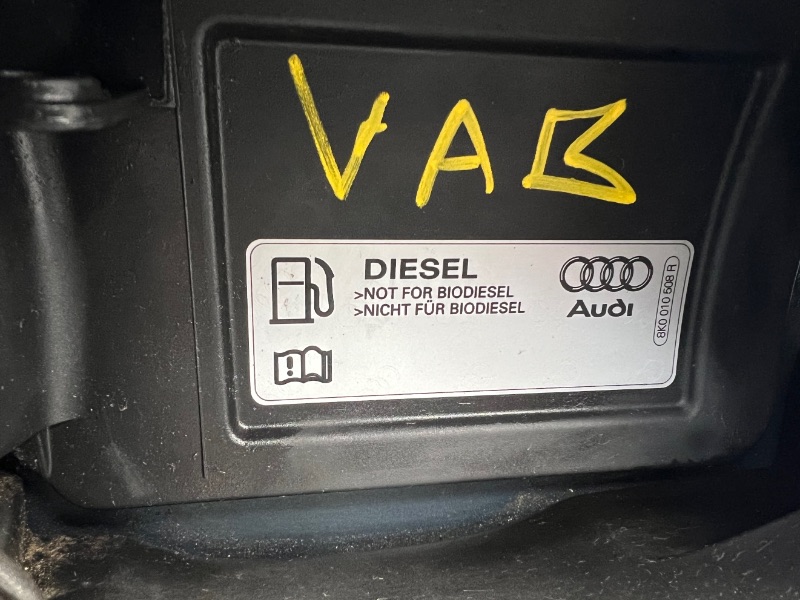 VAB
DIESEL
>NOT FOR BIODIESEL
>NICHT FÜR BIODIESEL
Audi
8K0 010 508 R